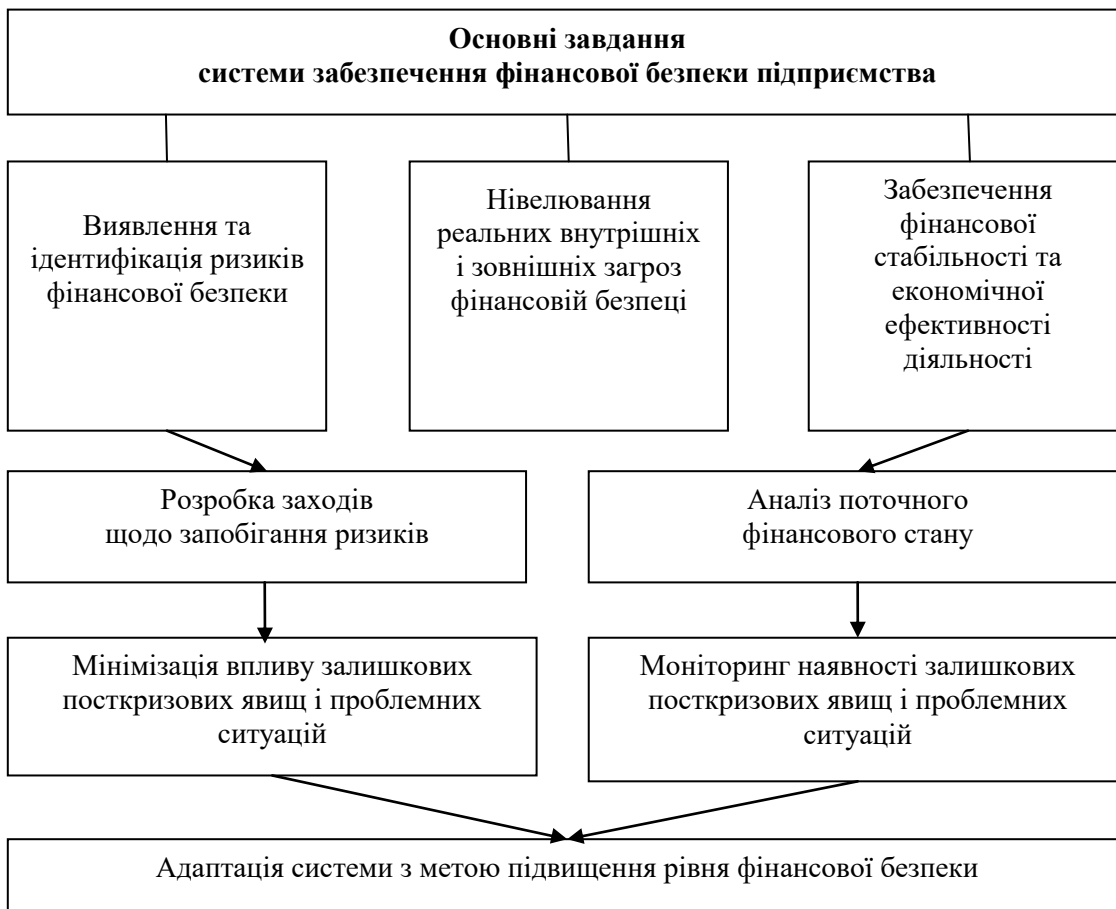 Основні завдання
системи забезпечення фінансової безпеки підприємства
Виявлення та
ідентифікація ризиків
фінансової безпеки
Нівелювання
реальних внутрішніх
і зовнішніх загроз
фінансовій безпеці
Забезпечення
фінансової
стабільності та
економічної
ефективності
діяльності
Розробка заходів
щодо запобігання ризиків
Аналіз поточного
фінансового стану
Мінімізація впливу залишкових
посткризових явищ і проблемних
ситуацій
Моніторинг наявності залишкових
посткризових явищ і проблемних
ситуацій
Адаптація системи з метою підвищення рівня фінансової безпеки